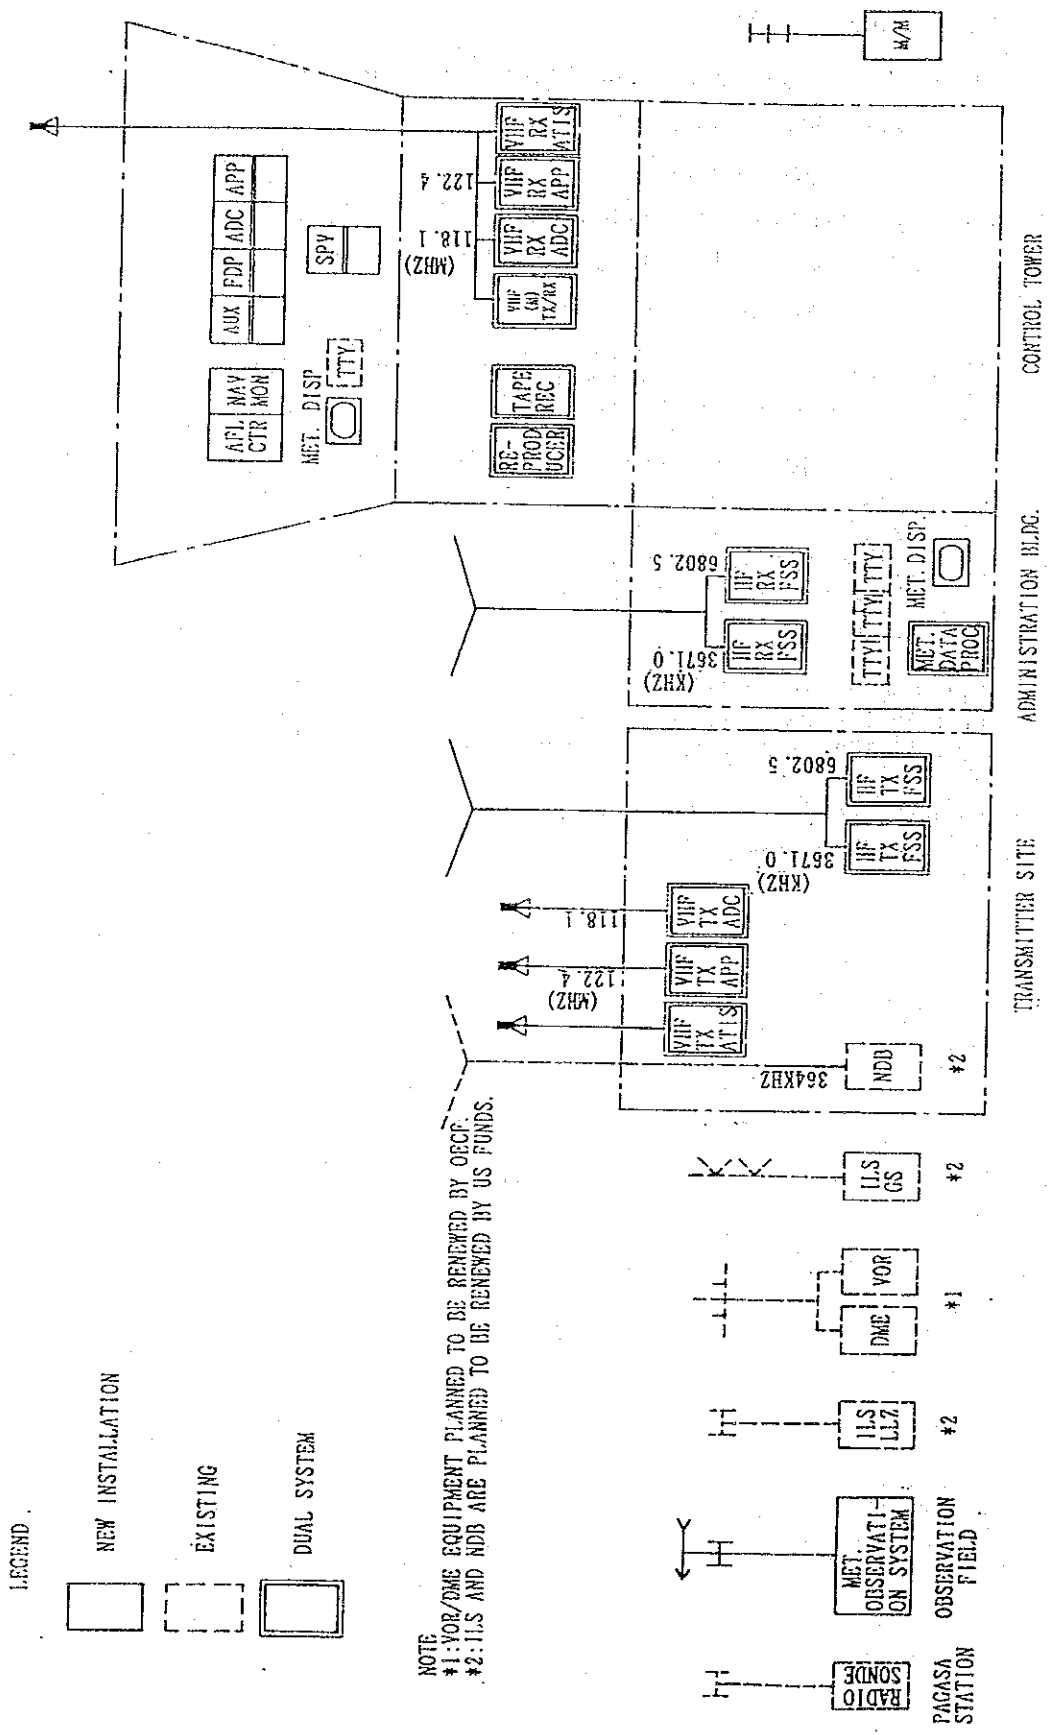 LEGEND
NEW INSTALLATION
EXISTING
DUAL SYSTEM
NOTE
*1:VOR/DME EQUIPMENT PLANNED TO BE RENEWED BY OECF.
*2:ILS AND NDB ARE PLANNED TO BE RENEWED BY US FUNDS.
RADIO
SONDE
PAGASA
STATION
MET.
OBSERVATI-
ON SYSTEM
OBSERVATION
FIELD
ILS
LLZ
*2
DME
VOR
*1
ILS
GS
*2
364KHZ
NDB
*2
VHF
TX
ATIS
(MHZ)
122.4
VHF
TX
APP
118.1
VHF
TX
ADC
(KHZ)
3671.0
HF
TX
FSS
6802.5
HF
TX
FSS
TRANSMITTER SITE
(KHZ)
3671.0
HF
RX
FSS
6802.5
HF
RX
FSS
TTY
TTY
TTY
MET.
DATA
PROC
MET.DISP.
ADMINISTRATION BLDG.
AFL
CTR
NAV
MON
AUX
FDP
ADC
APP
MET. DISP
TTY
SPY
RE-
PROD
UCER
TAPE
REC
VHF
(M)
TX/RX
(MHZ)
118.1
VHF
RX
ADC
122.4
VHF
RX
APP
VHF
RX
ATIS
CONTROL TOWER
M/M